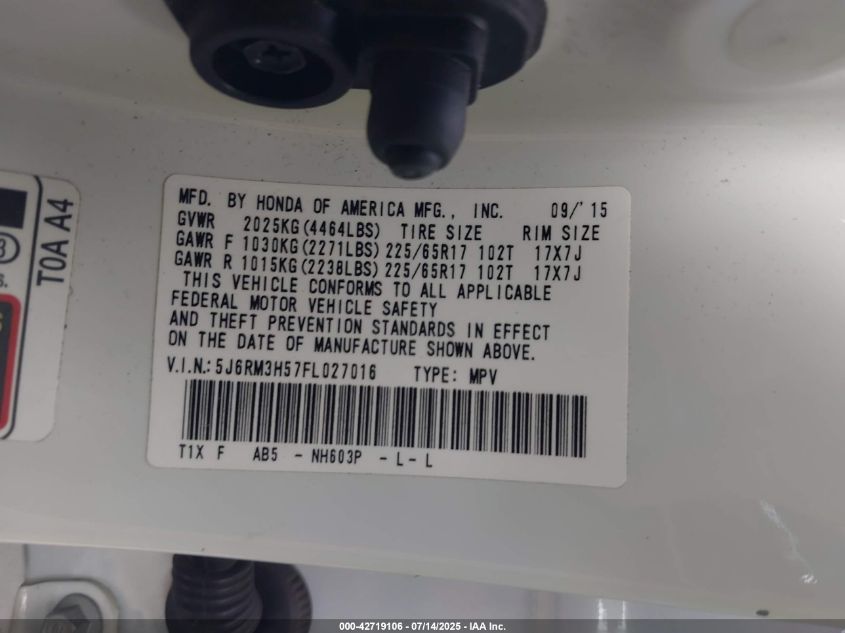 T0A A4
MFD. BY HONDA OF AMERICA MFG., INC. 09/'15
GVWR 2025KG(4464LBS) TIRE SIZE RIM SIZE
GAWR F 1030KG(2271LBS) 225/65R17 102T 17X7J
GAWR R 1015KG(2238LBS) 225/65R17 102T 17X7J
THIS VEHICLE CONFORMS TO ALL APPLICABLE
FEDERAL MOTOR VEHICLE SAFETY
AND THEFT PREVENTION STANDARDS IN EFFECT
ON THE DATE OF MANUFACTURE SHOWN ABOVE.
V.I.N.: 5J6RM3H57FL027016 TYPE: MPV
T1X F AB5 - NH603P - L- L
000-42719106 - 07/14/2025 - IAA Inc.